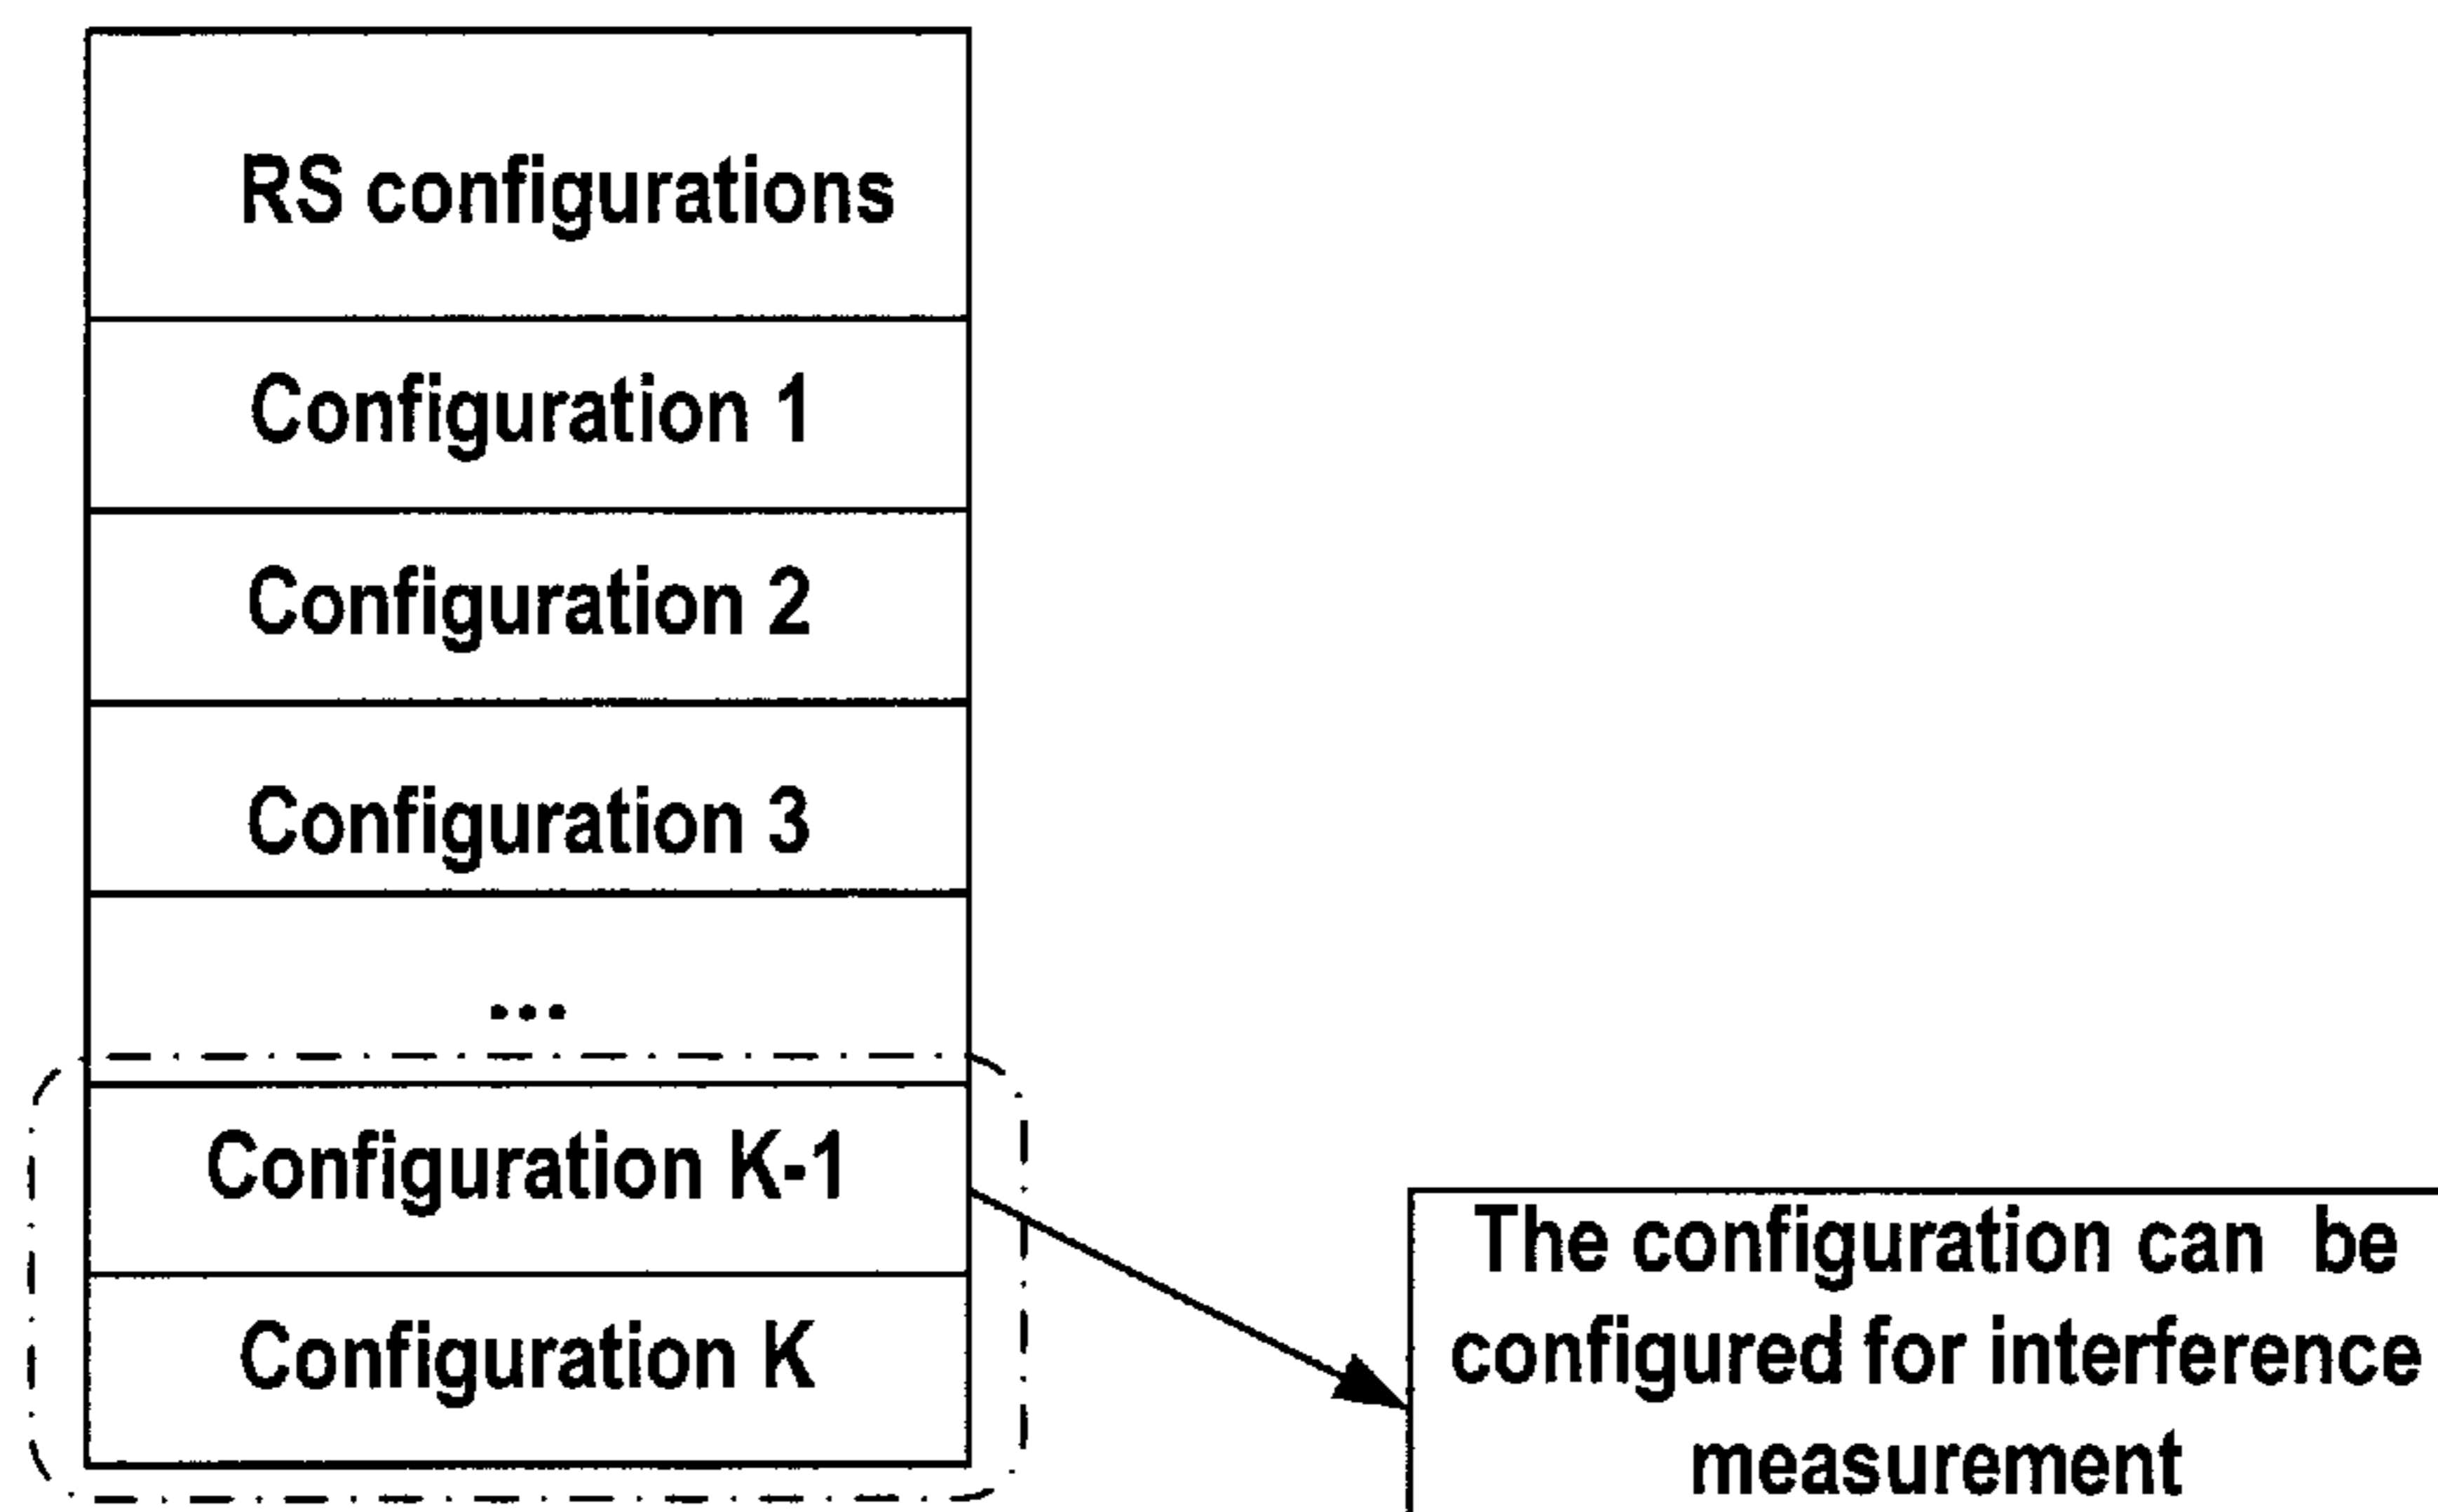 RS configurations
Configuration 1
Configuration 2
Configuration 3
...
Configuration K-1
Configuration K
The configuration can be
configured for interference
measurement